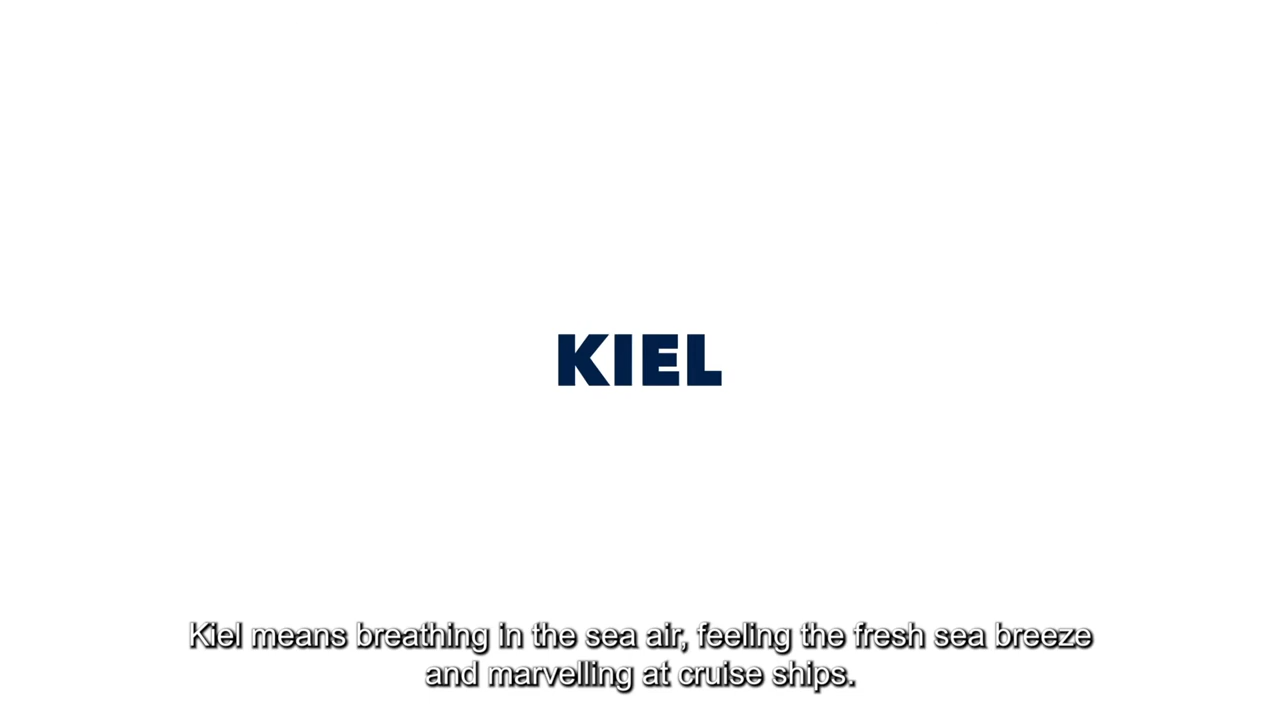 KIEL
Kiel means breathing in the sea air, feeling the fresh sea breeze
and marvelling at cruise ships.